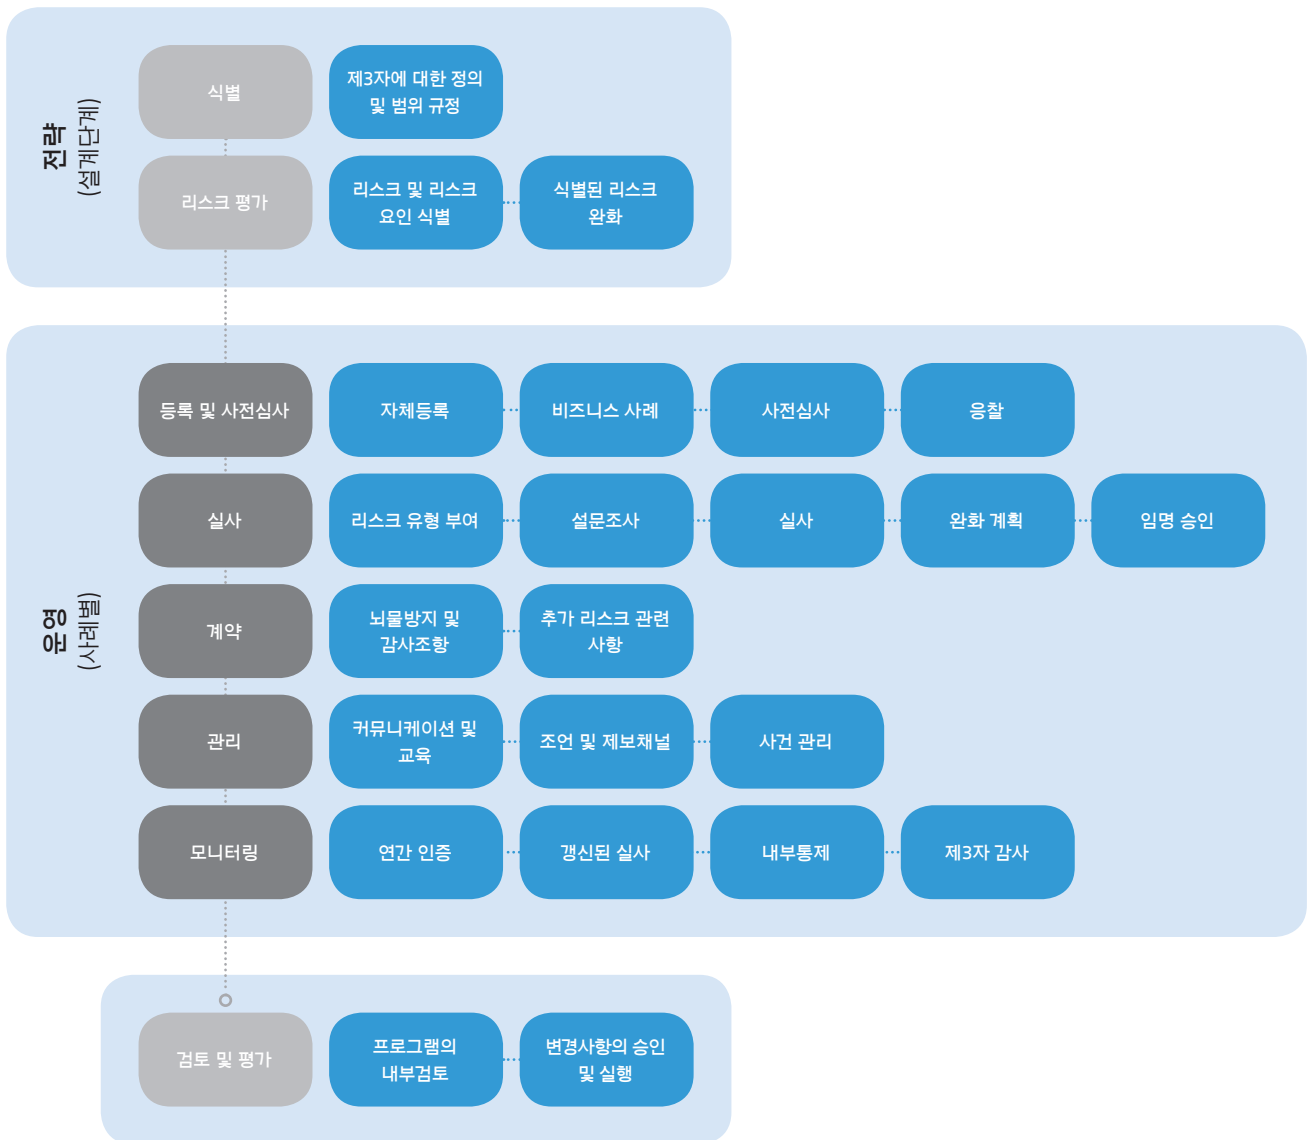 전략
(설계단계)
식별
제3자에 대한 정의
및 범위 규정
리스크 평가
리스크 및 리스크
요인 식별
식별된 리스크
완화
운영
(사례별)
등록 및 사전심사
자체등록
비즈니스 사례
사전심사
응찰
실사
리스크 유형 부여
설문조사
실사
완화 계획
임명 승인
계약
뇌물방지 및
감사조항
추가 리스크 관련
사항
관리
커뮤니케이션 및
교육
조언 및 제보채널
사건 관리
모니터링
연간 인증
갱신된 실사
내부통제
제3자 감사
검토 및 평가
프로그램의
내부검토
변경사항의 승인
및 실행